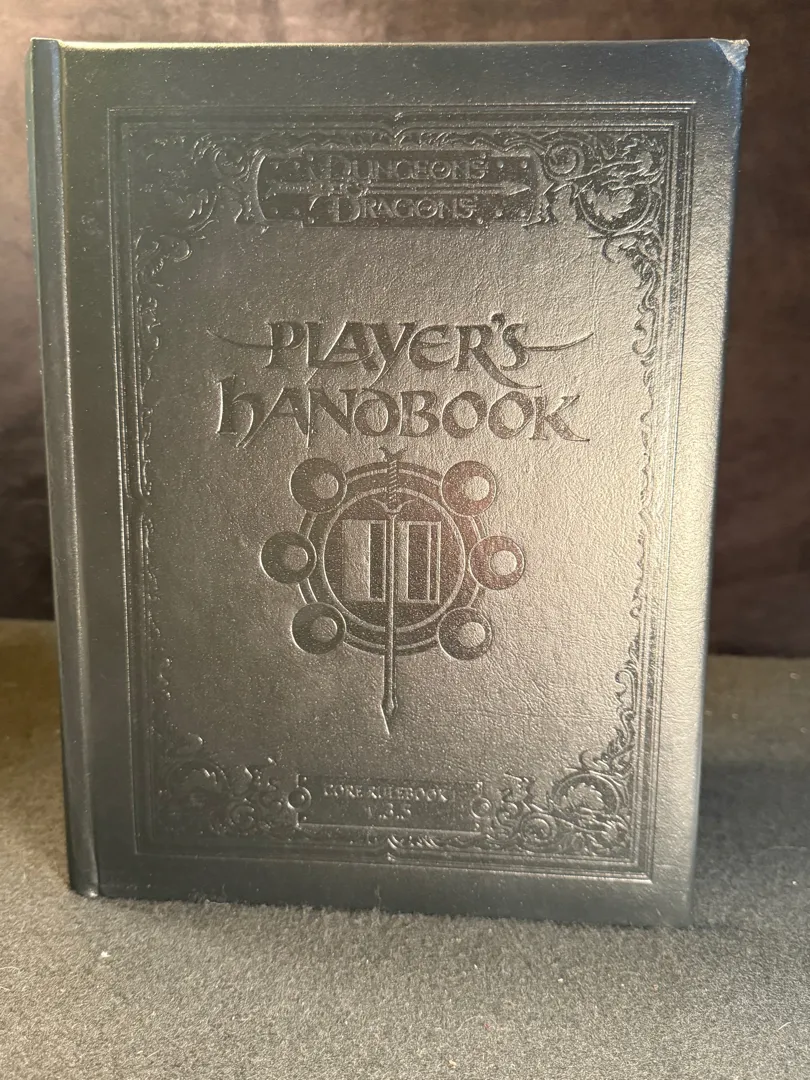 DUNGEONS
DRAGONS
PLAYER'S
HANDBOOK
CORE RULEBOOK
v.3.5